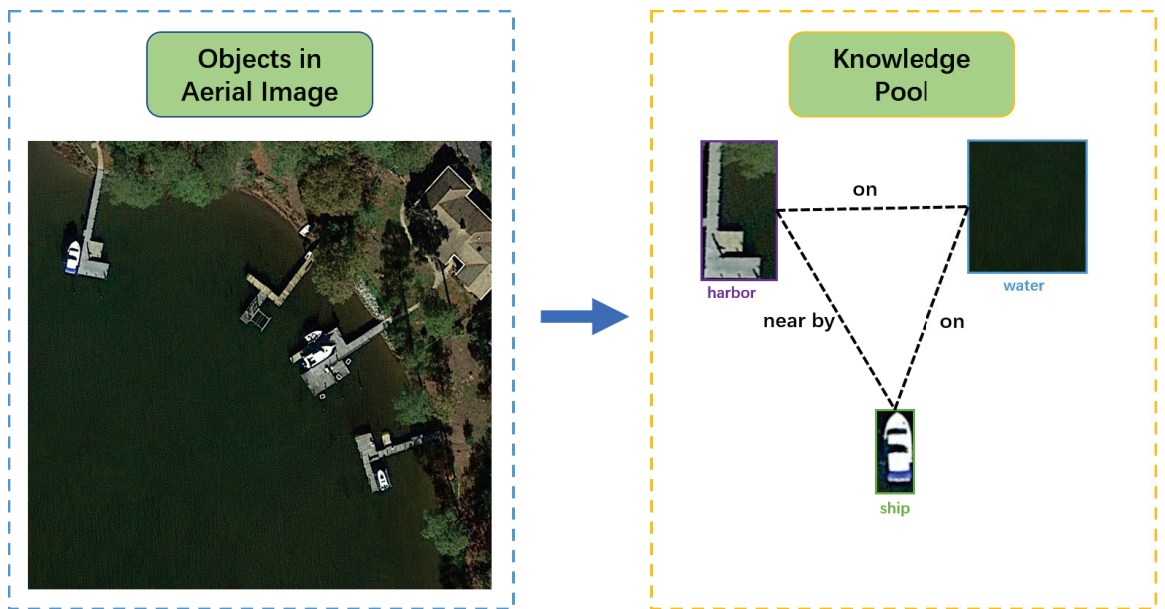 Objects in
Aerial Image
Knowledge
Pool
on
harbor
water
near by
on
ship